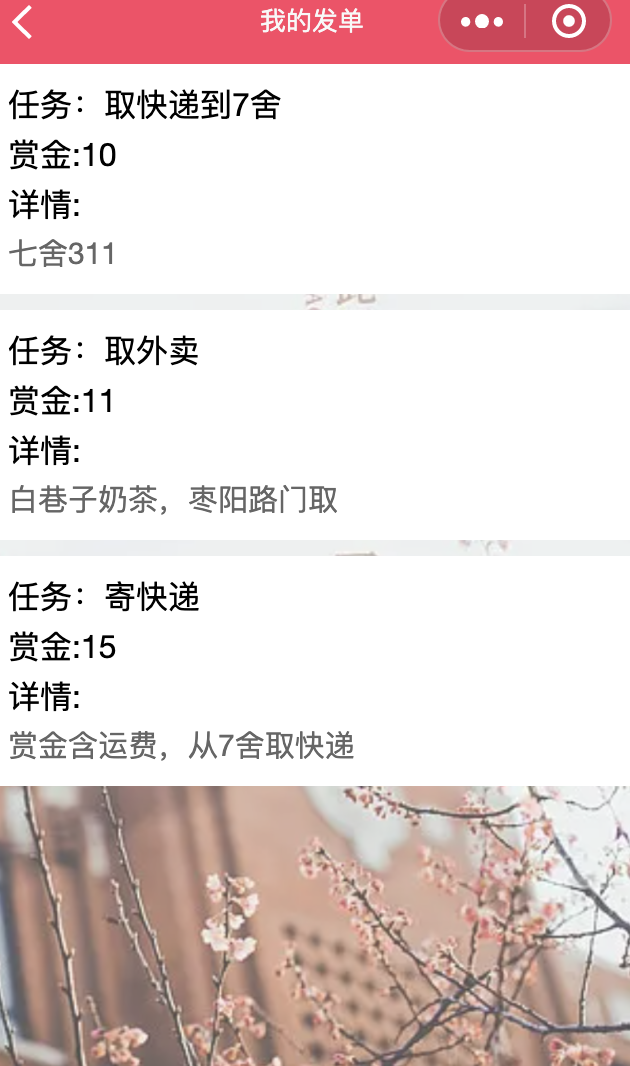 我的发单
任务：取快递到7舍
赏金:10
详情:
七舍311
任务：取外卖
赏金:11
详情:
白巷子奶茶，枣阳路门取
任务：寄快递
赏金:15
详情:
赏金含运费，从7舍取快递